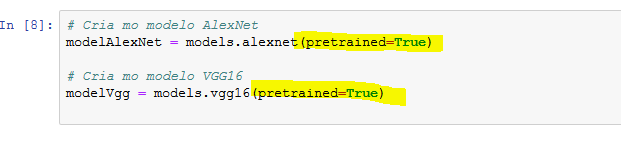 In [8]: # Cria mo modelo AlexNet
modelAlexNet = models.alexnet(pretrained=True)
# Cria mo modelo VGG16
modelVgg = models.vgg16(pretrained=True)